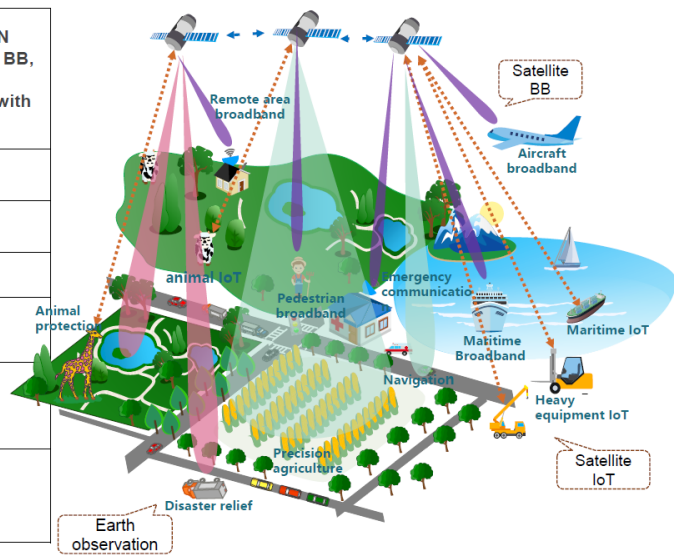 N
BB,
with
Satellite
BB
Remote area
broadband
Aircraft
broadband
animal IoT
Pedestrian
broadband
Emergency
communicatio
Animal
protectio
Maritime
Broadband
Maritime IoT
Navigation
Heavy
equipment IoT
Precision
agriculture
Satellite
IoT
Disaster relief
Earth
observation